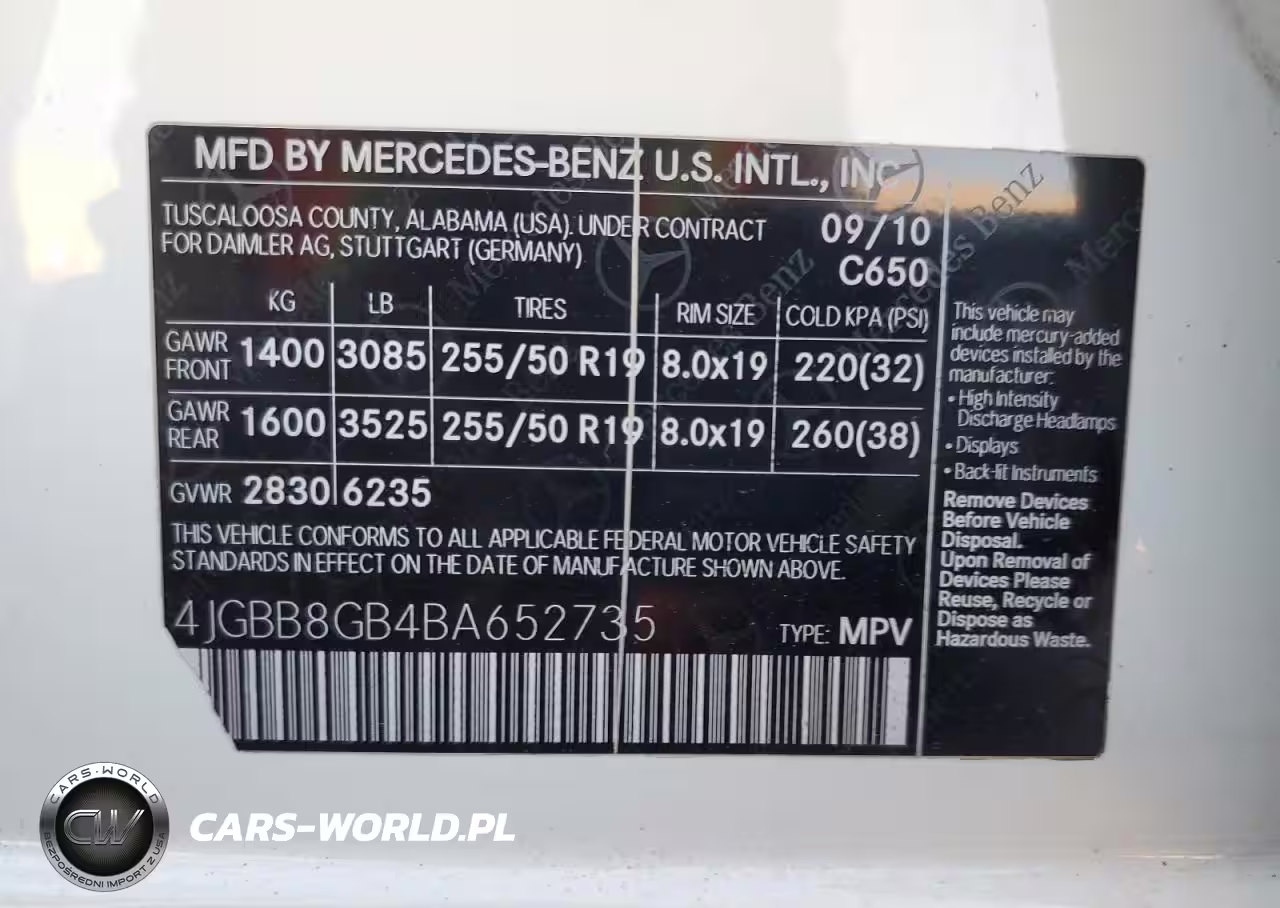 MFD BY MERCEDES-BENZ U.S. INTL., INC
TUSCALOOSA COUNTY, ALABAMA (USA). UNDER CONTRACT
FOR DAIMLER AG, STUTTGART (GERMANY)
09/10
C650
KG LB TIRES RIM SIZE COLD KPA (PSI)
GAWR
FRONT
1400 3085 255/50 R19 8.0x19 220(32)
GAWR
REAR
1600 3525 255/50 R19 8.0x19 260(38)
GVWR 2830 6235
THIS VEHICLE CONFORMS TO ALL APPLICABLE FEDERAL MOTOR VEHICLE SAFETY
STANDARDS IN EFFECT ON THE DATE OF MANUFACTURE SHOWN ABOVE.
4JGBB8GB4BA652735
TYPE: MPV
This vehicle may
include mercury-added
devices installed by the
manufacturer:
• High Intensity
Discharge Headlamps
• Displays
• Back-lit Instruments
Remove Devices
Before Vehicle
Disposal.
Upon Removal of
Devices Please
Reuse, Recycle or
Dispose as
Hazardous Waste.
Mercedes Benz
CARS-WORLD
CW
BEZPOŚREDNI IMPORT Z USA
CARS-WORLD.PL